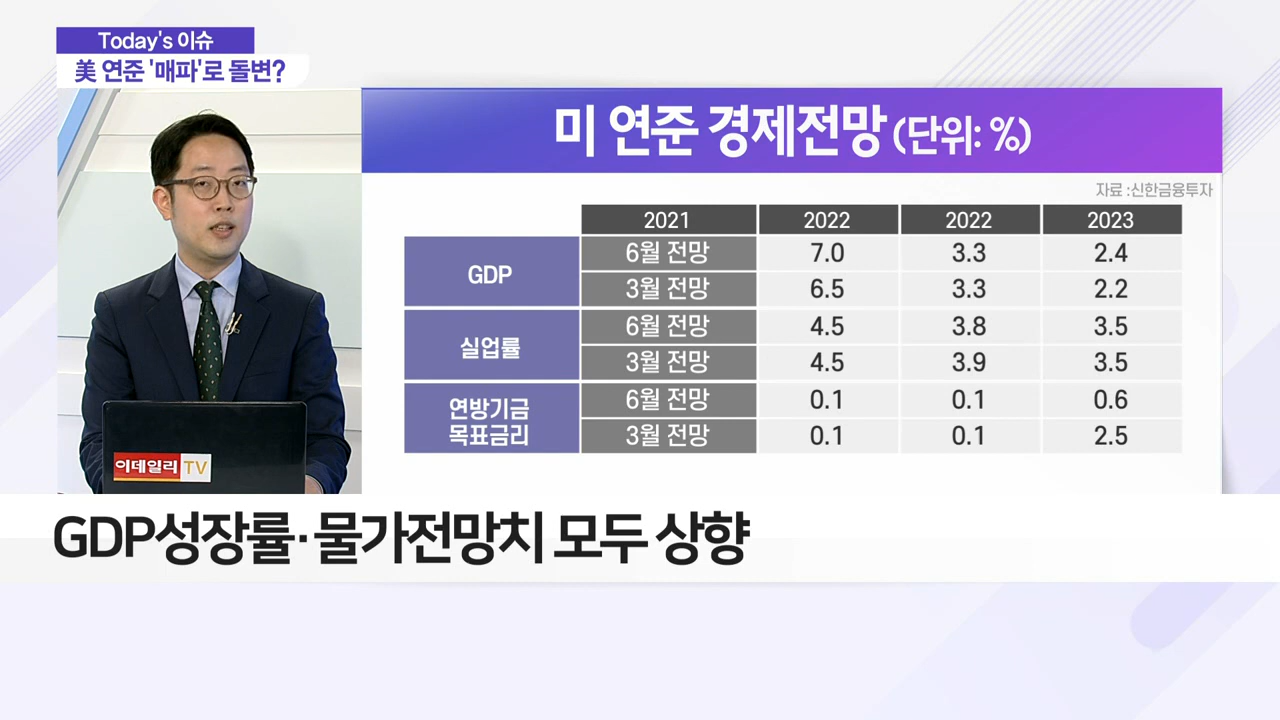 Today's 이슈
美 연준 '매파'로 돌변?
미 연준 경제전망 (단위: %)
자료 :신한금융투자
2021 2022 2022 2023
GDP
6월 전망 7.0 3.3 2.4
3월 전망 6.5 3.3 2.2
실업률
6월 전망 4.5 3.8 3.5
3월 전망 4.5 3.9 3.5
연방기금
목표금리
6월 전망 0.1 0.1 0.6
3월 전망 0.1 0.1 2.5
이데일리 TV
GDP성장률·물가전망치 모두 상향